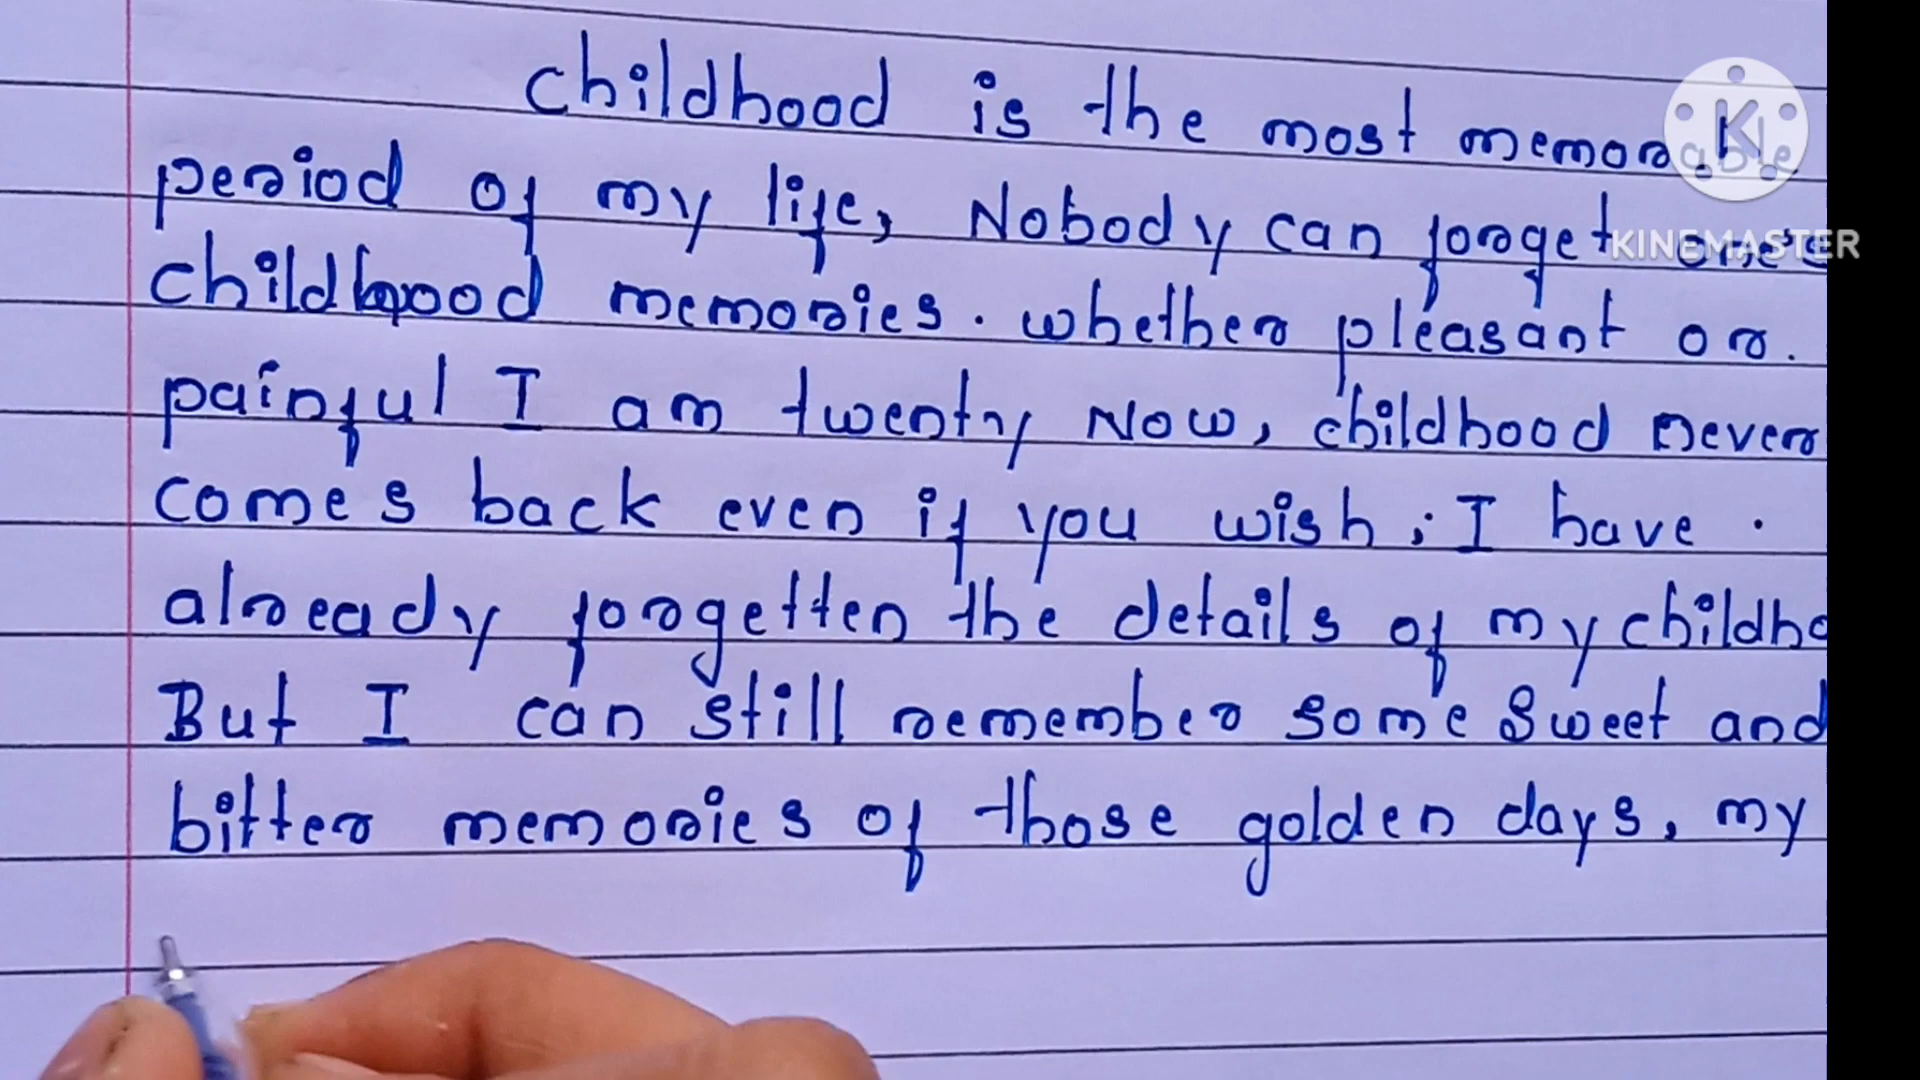 childhood is the most memorable
period of my life, Nobody can forget one's
childhood memories. whether pleasant or.
painful I am twenty Now, childhood never
comes back even if you wish; I have .
already forgetten the details of my childho
But I can still remember some Sweet and
bitter memories of those golden days, my
KINEMASTER